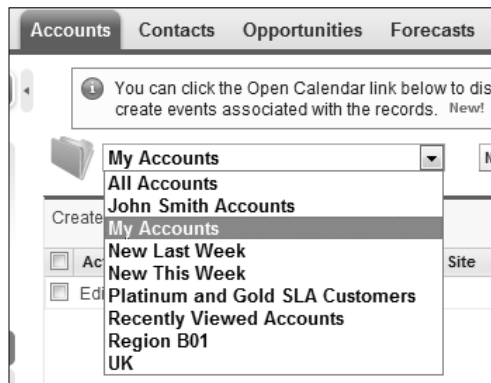 Accounts Contacts Opportunities Forecasts
You can click the Open Calendar link below to dis
create events associated with the records. New!
My Accounts
All Accounts
John Smith Accounts
My Accounts
New Last Week
New This Week
Platinum and Gold SLA Customers
Recently Viewed Accounts
Region B01
UK
Create
Site
Edi